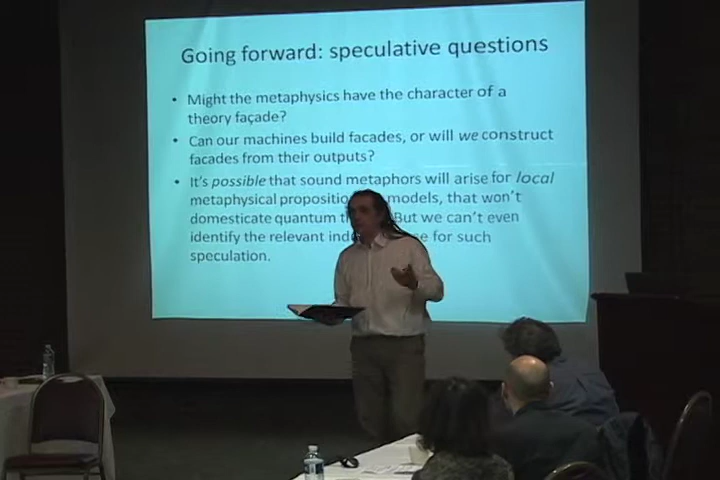 Going forward: speculative questions
• Might the metaphysics have the character of a
theory façade?
• Can our machines build facades, or will we construct
facades from their outputs?
• It's possible that sound metaphors will arise for local
metaphysical models, that won't
domesticate quantum But we can't even
identify the relevant for such
speculation.